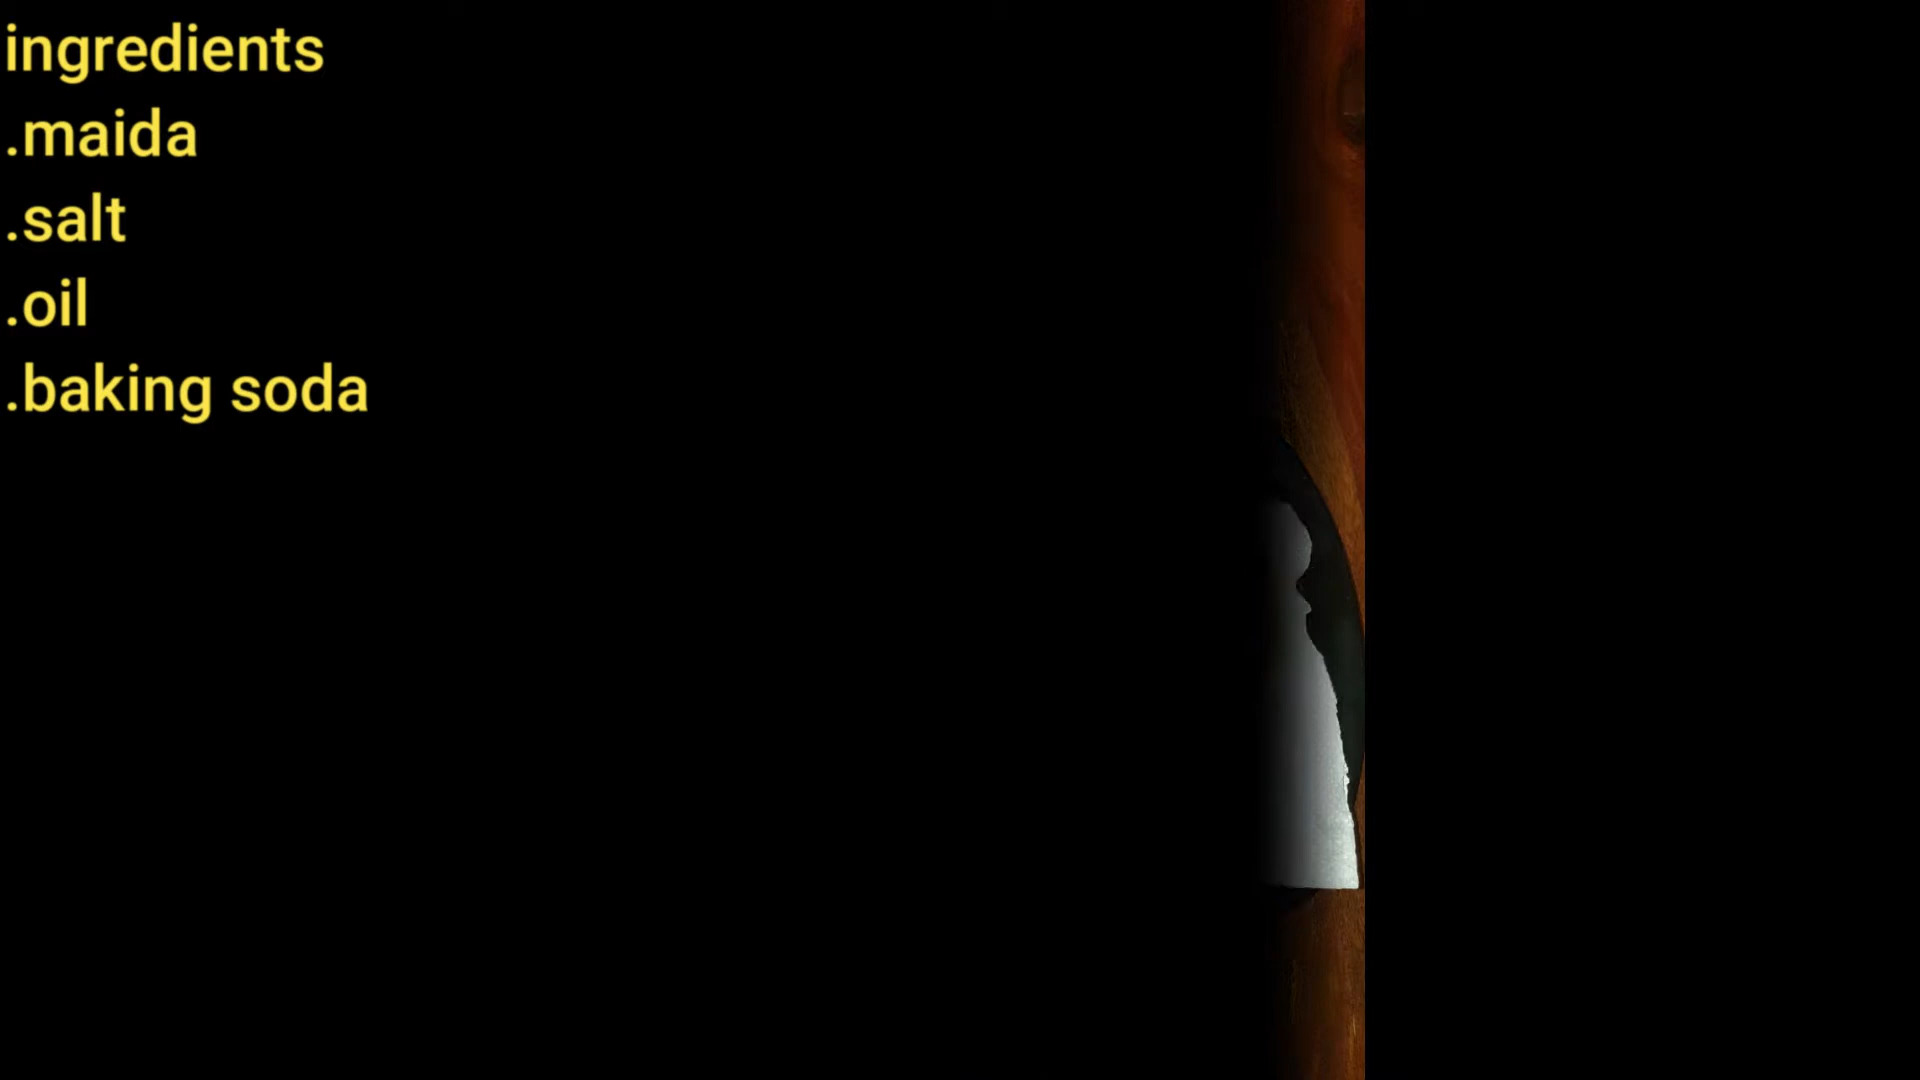 ingredients
.maida
.salt
.oil
.baking soda